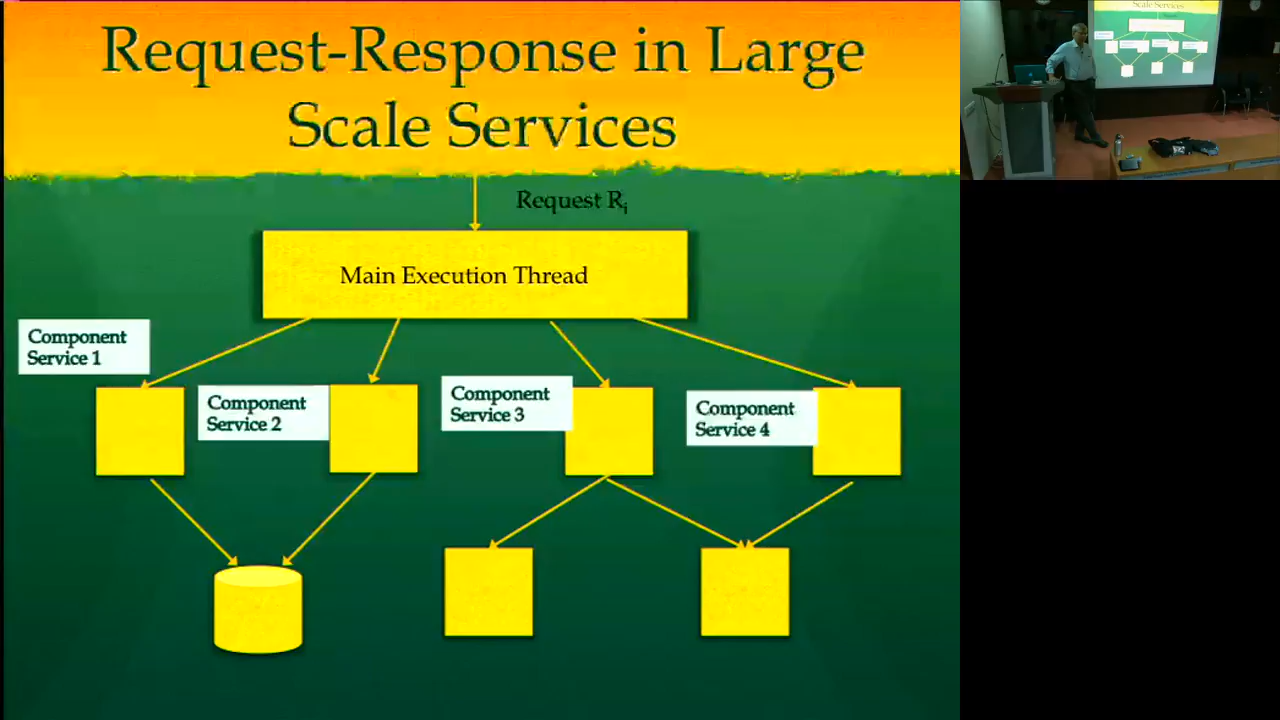 Request-Response in Large
Scale Services
Request Ri
Main Execution Thread
Component
Service 1
Component
Service 2
Component
Service 3
Component
Service 4
Scale Services